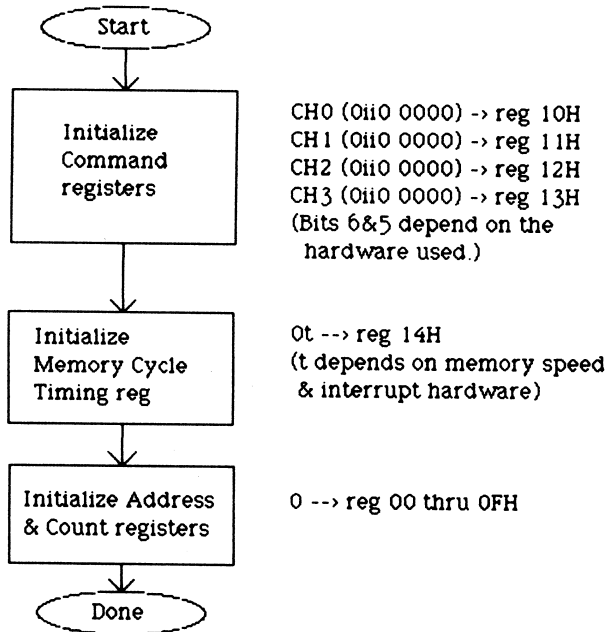 Start
Initialize
Command
registers
CH0 (0ii0 0000) -> reg 10H
CH1 (0ii0 0000) -> reg 11H
CH2 (0ii0 0000) -> reg 12H
CH3 (0ii0 0000) -> reg 13H
(Bits 6&5 depend on the
hardware used.)
Initialize
Memory Cycle
Timing reg
0t --> reg 14H
(t depends on memory speed
& interrupt hardware)
Initialize Address
& Count registers
0 --> reg 00 thru 0FH
Done